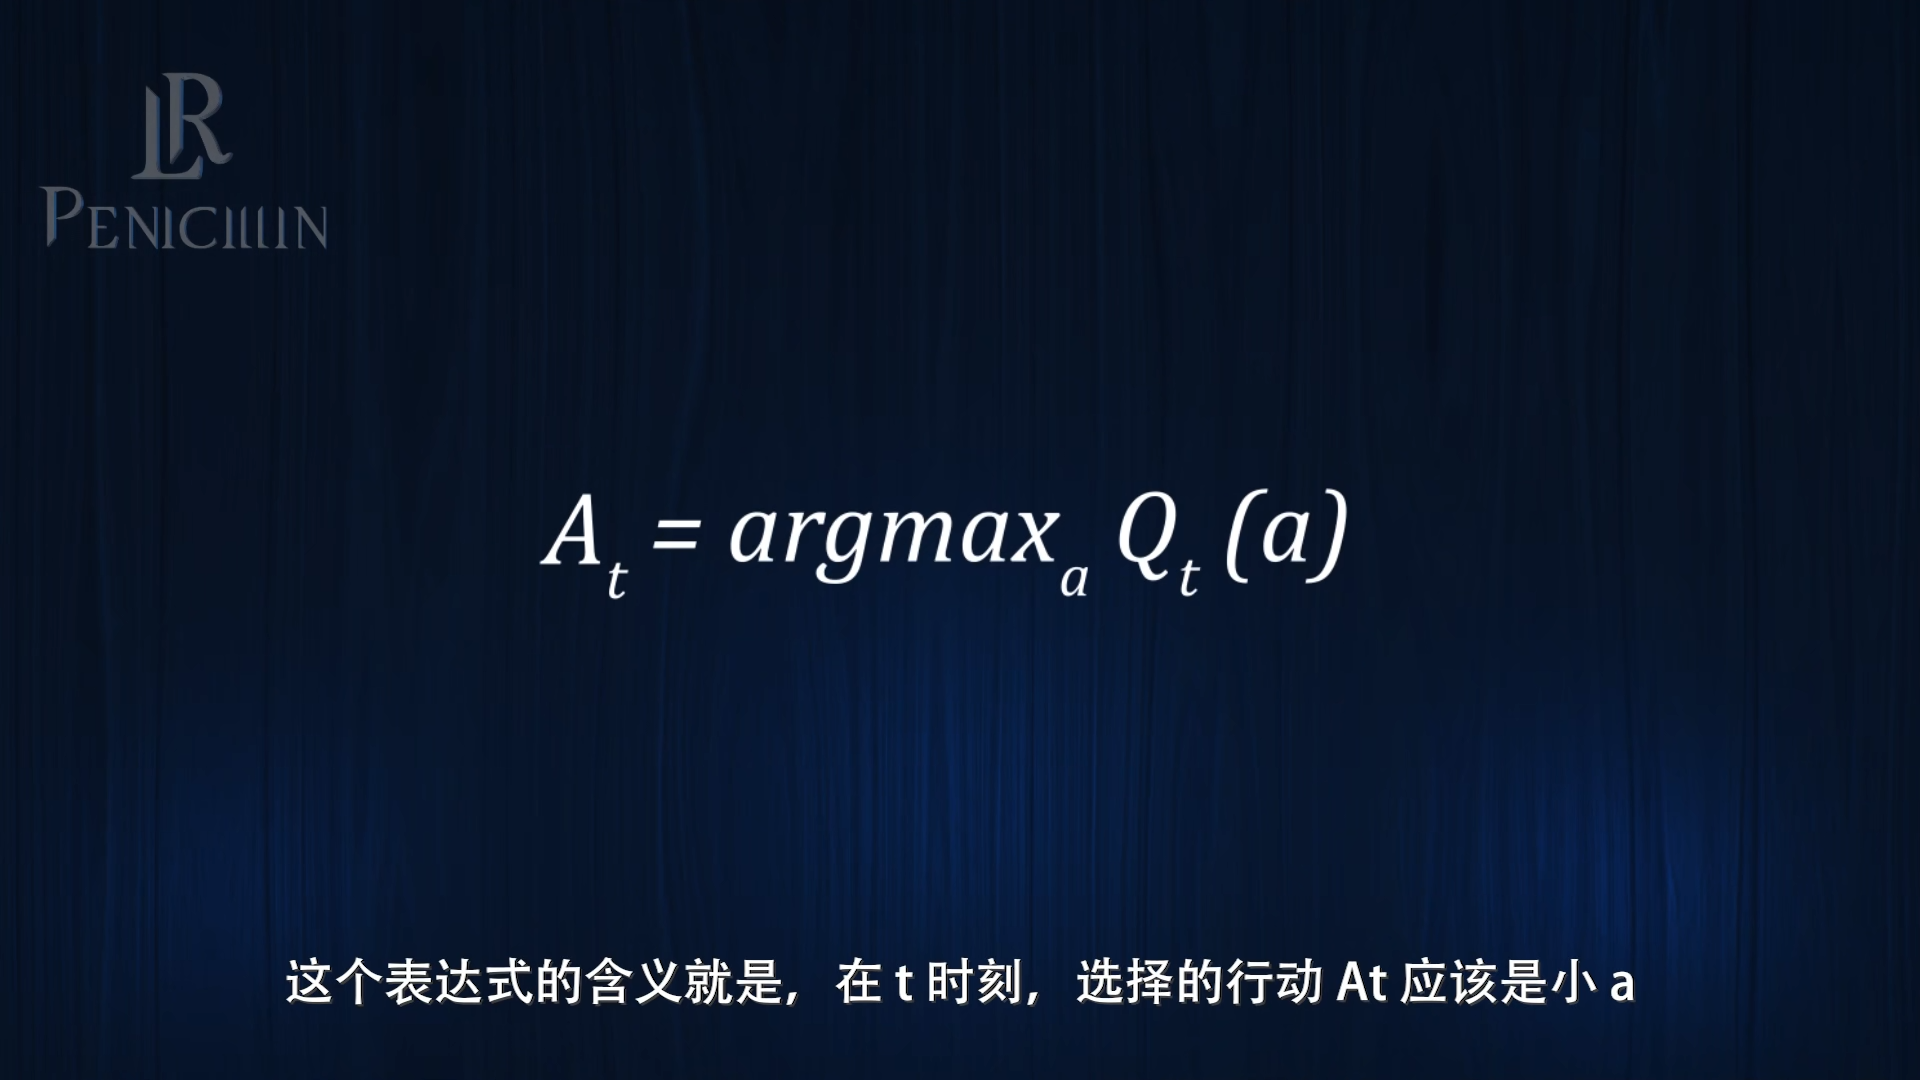 LR
PENICILLIN
A_t = argmax_a Q_t (a)
这个表达式的含义就是，在 t 时刻，选择的行动 At 应该是小 a